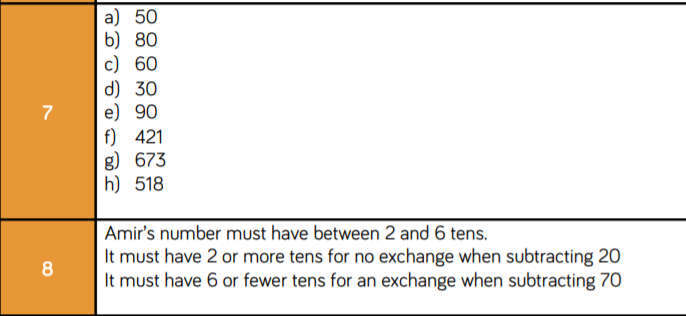 7
a) 50
b) 80
c) 60
d) 30
e) 90
f) 421
g) 673
h) 518
8
Amir's number must have between 2 and 6 tens.
It must have 2 or more tens for no exchange when subtracting 20
It must have 6 or fewer tens for an exchange when subtracting 70